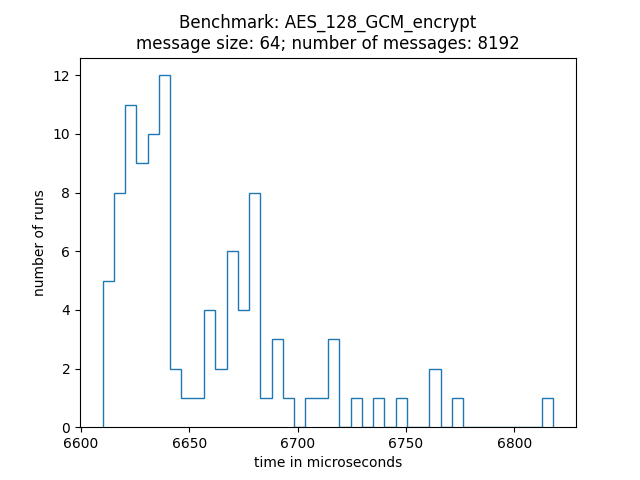 Benchmark: AES_128_GCM_encrypt
message size: 64; number of messages: 8192
12
10
8
6
4
2
0
number of runs
6600 6650 6700 6750 6800
time in microseconds